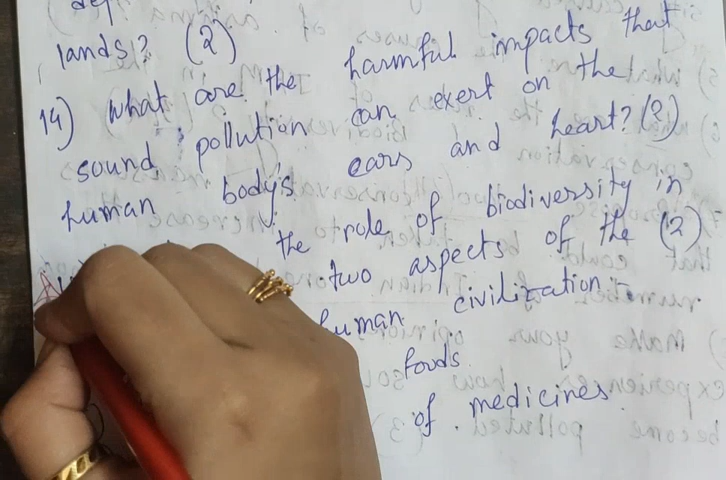 lands? (2)
14) what are the harmful impacts that
sound pollution can exert on the
human body's ears and heart? (2)
the role of biodiversity in
two aspects of the (2)
human civilization -
foods
of medicines.